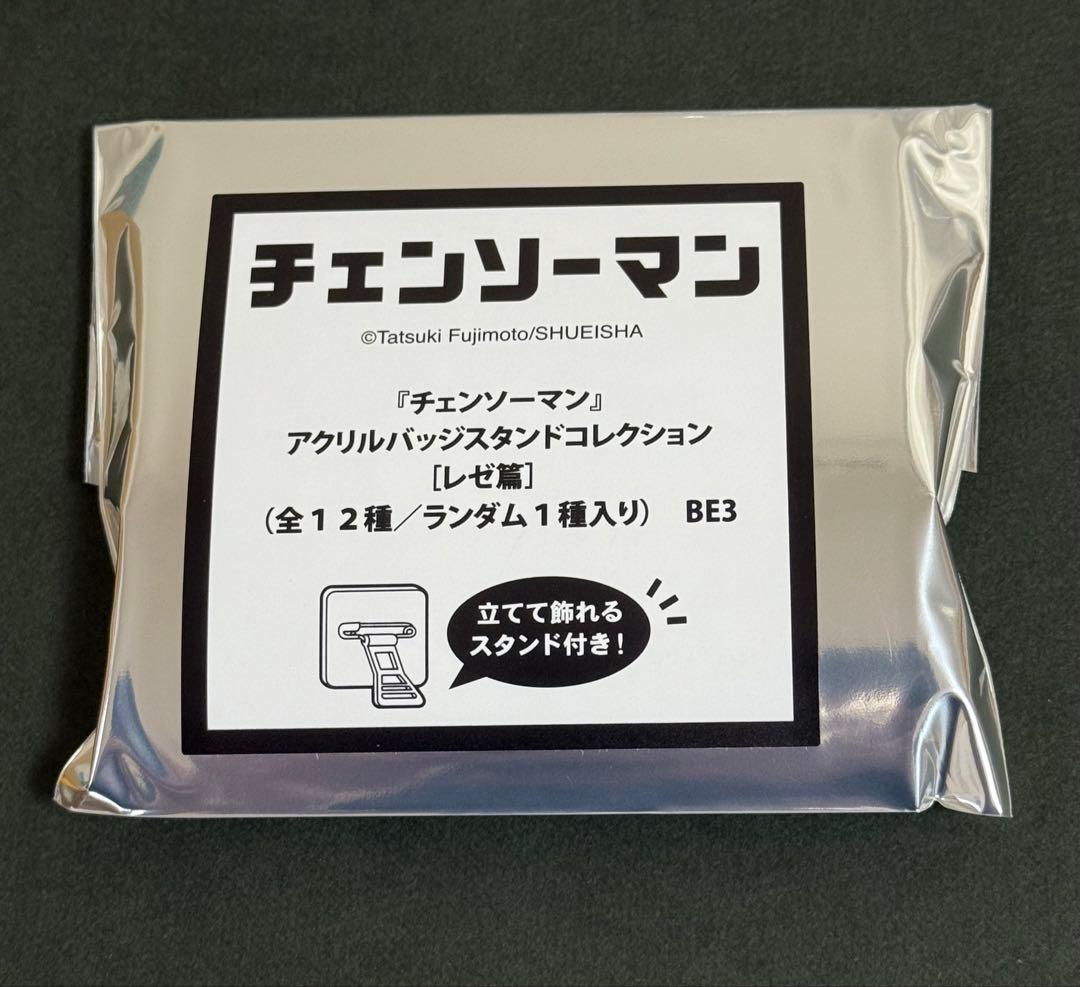 チェンソーマン
©Tatsuki Fujimoto/SHUEISHA
『チェンソーマン』
アクリルバッジスタンドコレクション
［レゼ篇］
（全１２種／ランダム１種入り）　BE3
立てて飾れる
スタンド付き！